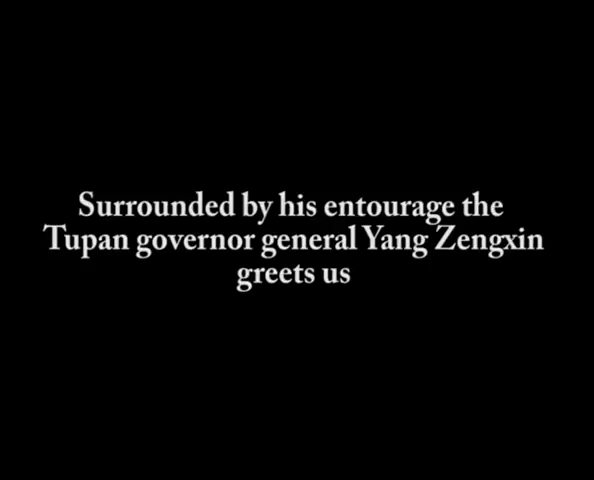 Surrounded by his entourage the
Tupan governor general Yang Zengxin
greets us